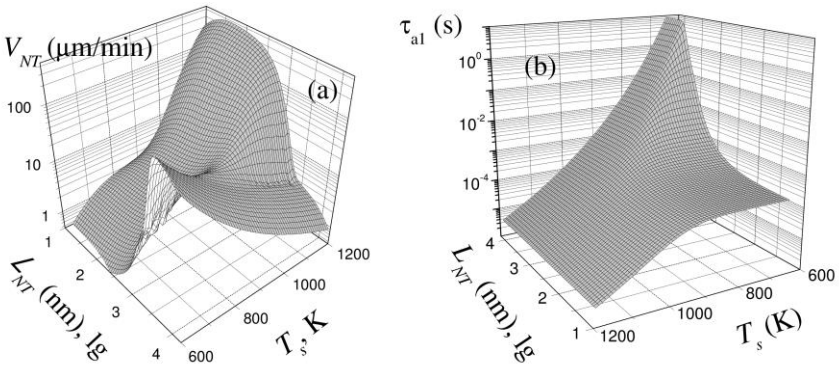 V_NT (μm/min)
(a)
100
10
1
1
2
3
4
L_NT (nm), lg
600
800
1000
1200
T_s, K
τ_a1 (s)
(b)
10^0
10^-2
10^-4
4
3
2
1
L_NT (nm), lg
1200
1000
800
600
T_s (K)